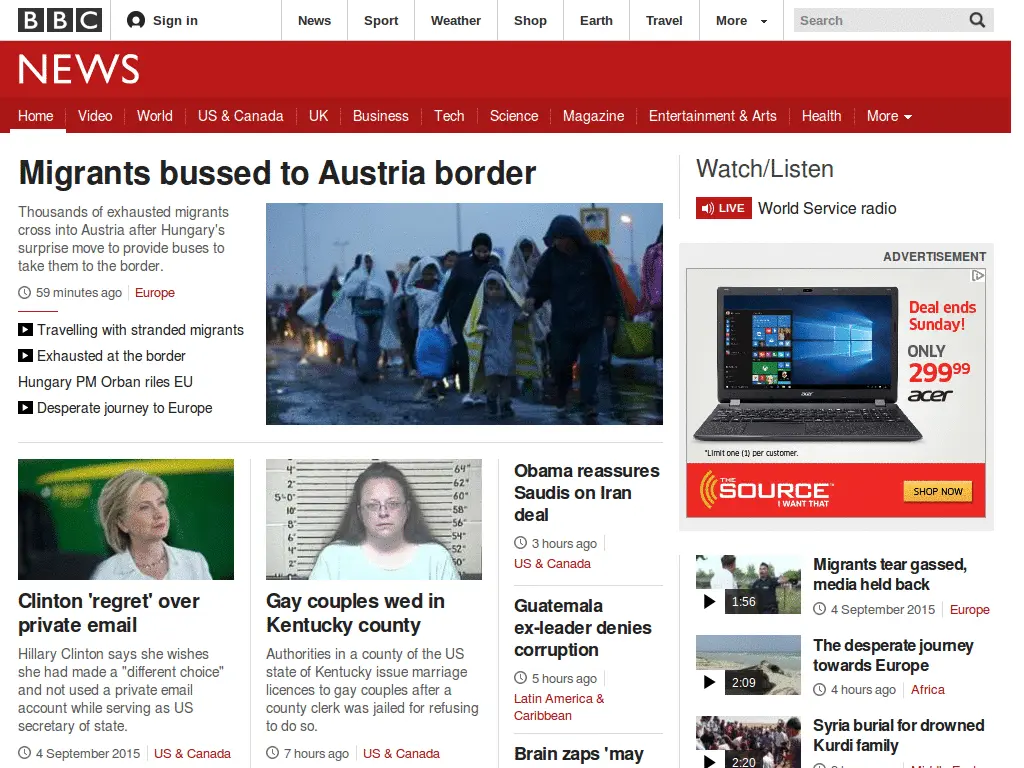 BBC
Sign in
News
Sport
Weather
Shop
Earth
Travel
More
Search
NEWS
Home
Video
World
US & Canada
UK
Business
Tech
Science
Magazine
Entertainment & Arts
Health
More
Migrants bussed to Austria border
Thousands of exhausted migrants
cross into Austria after Hungary's
surprise move to provide buses to
take them to the border.
59 minutes ago
Europe
Travelling with stranded migrants
Exhausted at the border
Hungary PM Orban riles EU
Desperate journey to Europe
Clinton 'regret' over
private email
Hillary Clinton says she wishes
she had made a "different choice"
and not used a private email
account while serving as US
secretary of state.
4 September 2015
US & Canada
Gay couples wed in
Kentucky county
Authorities in a county of the US
state of Kentucky issue marriage
licences to gay couples after a
county clerk was jailed for refusing
to do so.
7 hours ago
US & Canada
Obama reassures
Saudis on Iran
deal
3 hours ago
US & Canada
Guatemala
ex-leader denies
corruption
5 hours ago
Latin America &
Caribbean
Brain zaps 'may
Watch/Listen
LIVE
World Service radio
ADVERTISEMENT
Deal ends
Sunday!
ONLY
29999
acer
*Limit one (1) per customer.
THE
SOURCE
I WANT THAT
SHOP NOW
1:56
Migrants tear gassed,
media held back
4 September 2015
Europe
2:09
The desperate journey
towards Europe
4 hours ago
Africa
2:20
Syria burial for drowned
Kurdi family